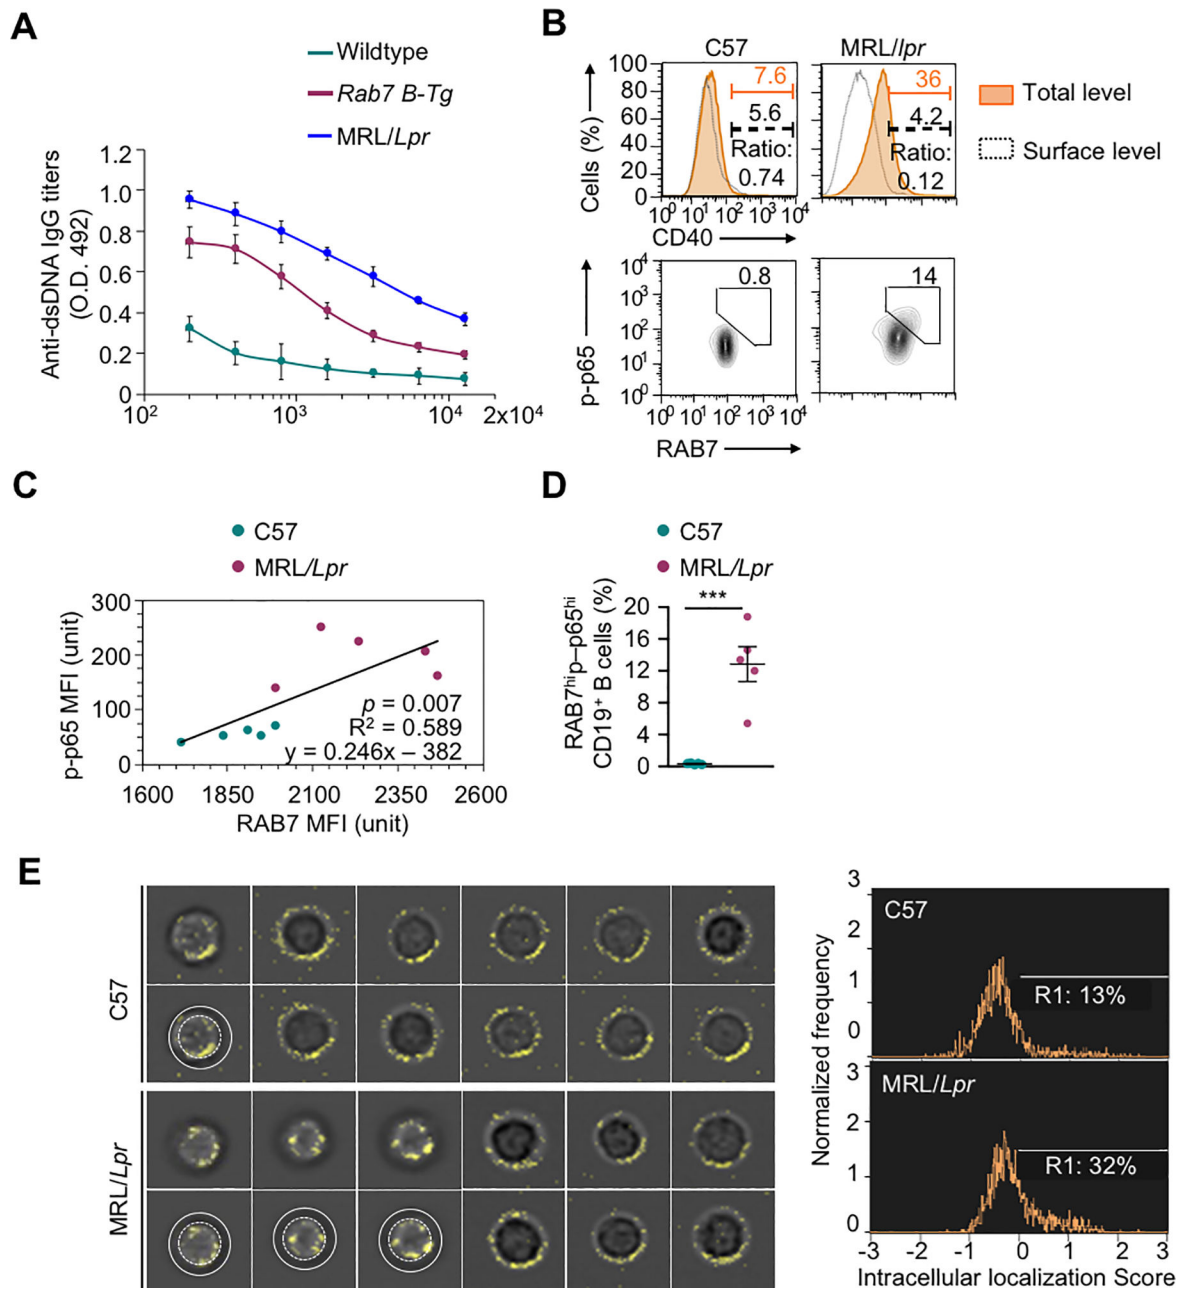 A
Wildtype
Rab7 B-Tg
MRL/Lpr
Anti-dsDNA IgG titers
(O.D. 492)
1.2
1.0
0.8
0.6
0.4
0.2
0
10²
10³
10⁴
2x10⁴
B
C57
MRL/lpr
Total level
Surface level
Cells (%)
100
80
60
40
20
0
7.6
5.6
Ratio:
0.74
36
4.2
Ratio:
0.12
10⁰ 10¹ 10² 10³ 10⁴
CD40
p-p65
10⁴
10³
10²
10¹
10⁰
0.8
14
10⁰ 10¹ 10² 10³ 10⁴
RAB7
C
C57
MRL/Lpr
p-p65 MFI (unit)
300
200
100
0
p = 0.007
R² = 0.589
y = 0.246x – 382
1600 1850 2100 2350 2600
RAB7 MFI (unit)
D
C57
MRL/Lpr
RAB7ʰⁱp–p65ʰⁱ
CD19⁺ B cells (%)
20
16
12
8
4
0
***
E
C57
MRL/Lpr
Normalized frequency
3
2
1
0
C57
R1: 13%
3
2
1
0
MRL/Lpr
R1: 32%
-3 -2 -1 0 1 2 3
Intracellular localization Score